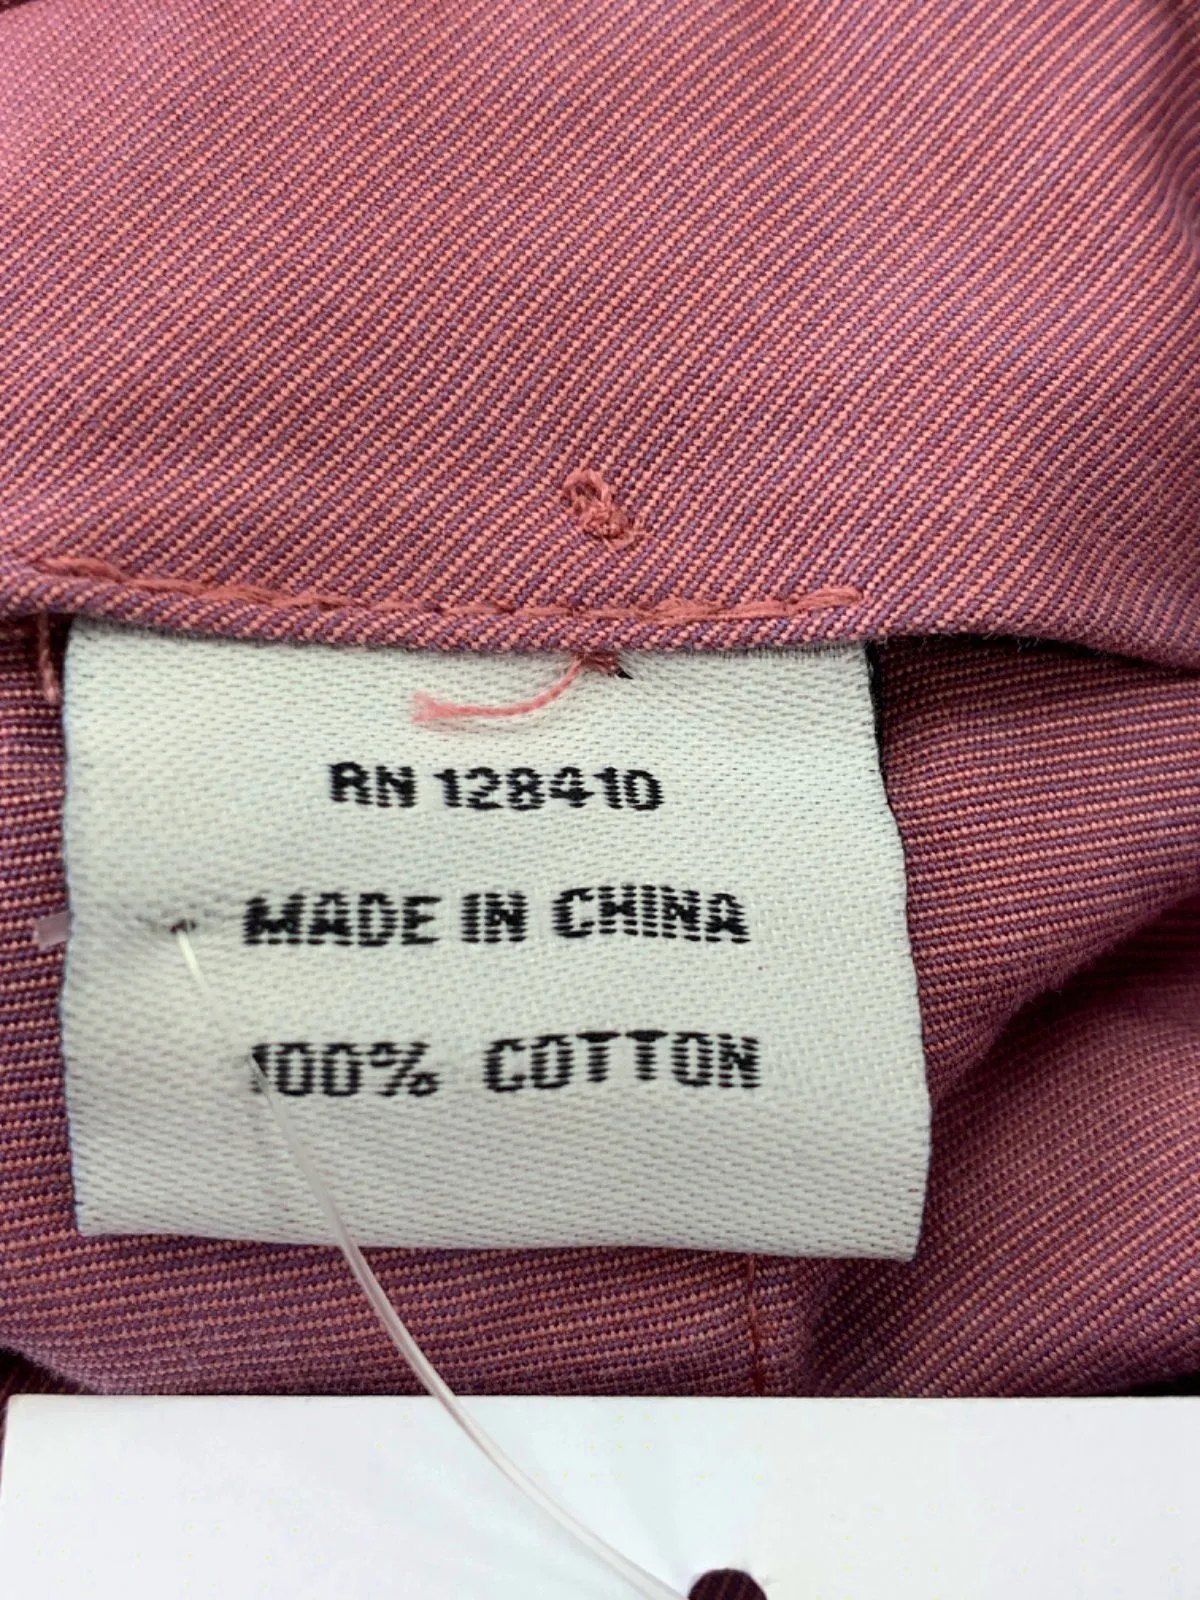 RN 128410
MADE IN CHINA
100% COTTON